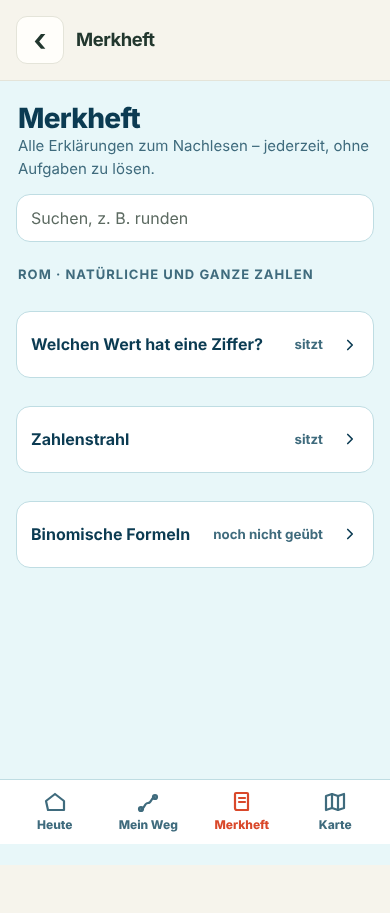 Merkheft
Merkheft
Alle Erklärungen zum Nachlesen – jederzeit, ohne
Aufgaben zu lösen.
Suchen, z. B. runden
ROM · NATÜRLICHE UND GANZE ZAHLEN
Welchen Wert hat eine Ziffer? sitzt
Zahlenstrahl sitzt
Binomische Formeln noch nicht geübt
Heute Mein Weg Merkheft Karte